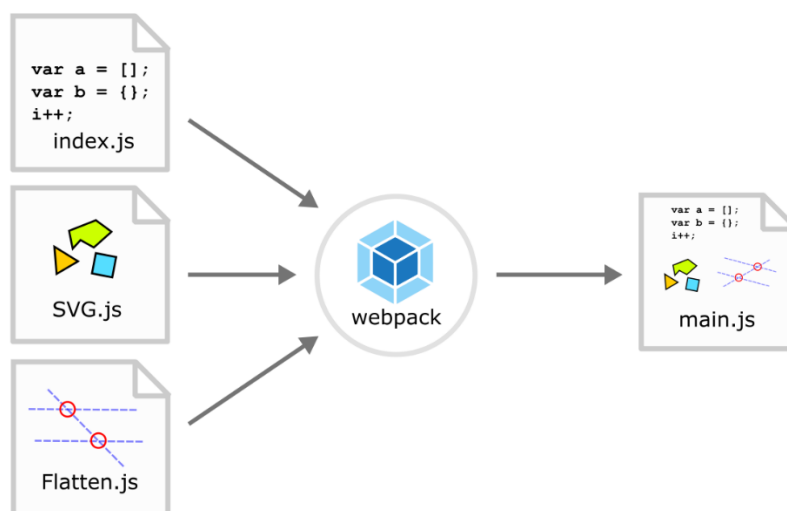 var a = [];
var b = {};
i++;
index.js
SVG.js
Flatten.js
webpack
var a = [];
var b = {};
i++;
main.js